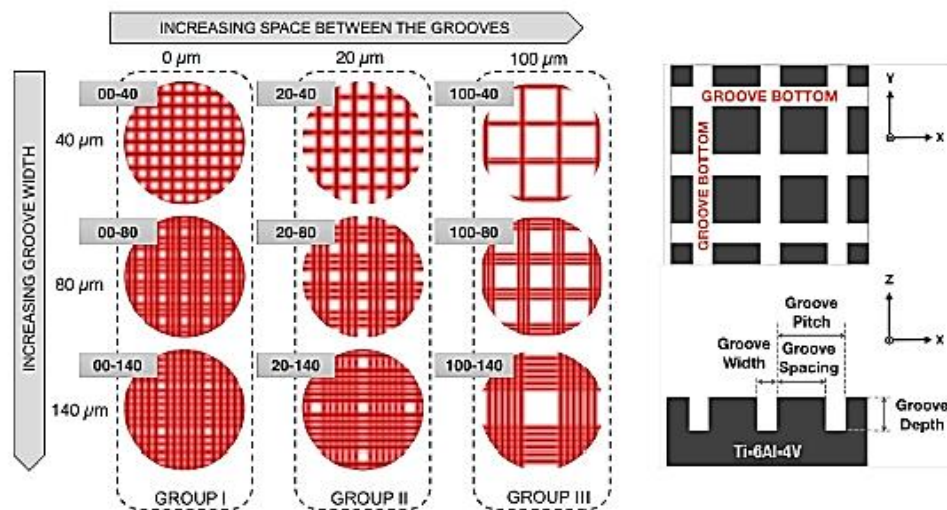 INCREASING SPACE BETWEEN THE GROOVES
0 µm
20 µm
100 µm
INCREASING GROOVE WIDTH
40 µm
80 µm
140 µm
00-40
20-40
100-40
00-80
20-80
100-80
00-140
20-140
100-140
GROUP I
GROUP II
GROUP III
Y
GROOVE BOTTOM
X
GROOVE BOTTOM
Z
Groove
Pitch
X
Groove
Width
Groove
Spacing
Groove
Depth
Ti-6Al-4V